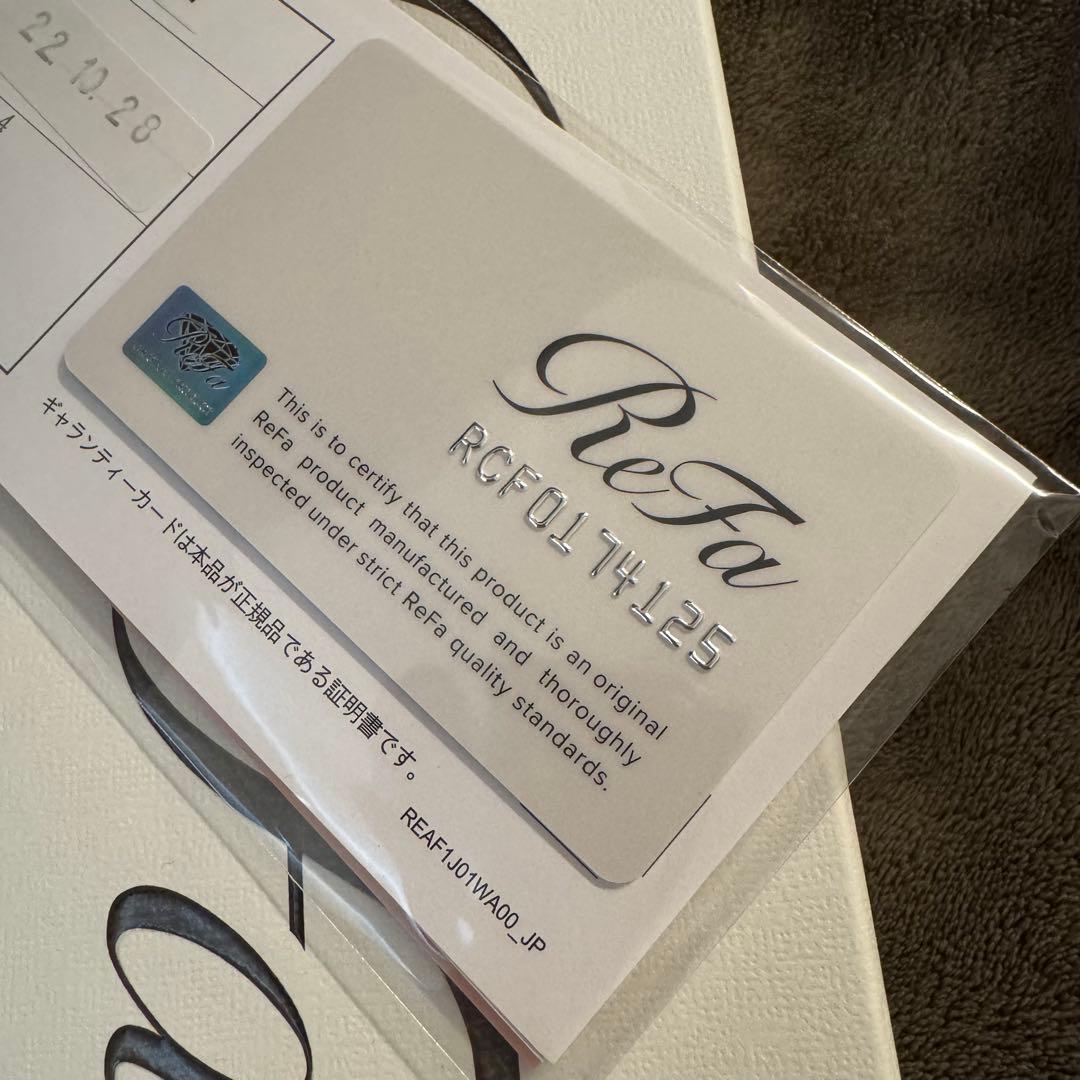 22.10.28
4
ReFa
RCF0174125
ReFa
This is to certify that this product is an original
ReFa product manufactured and thoroughly
inspected under strict ReFa quality standards.
ギャランティーカードは本品が正規品である証明書です。
REAF1J01WA00_JP